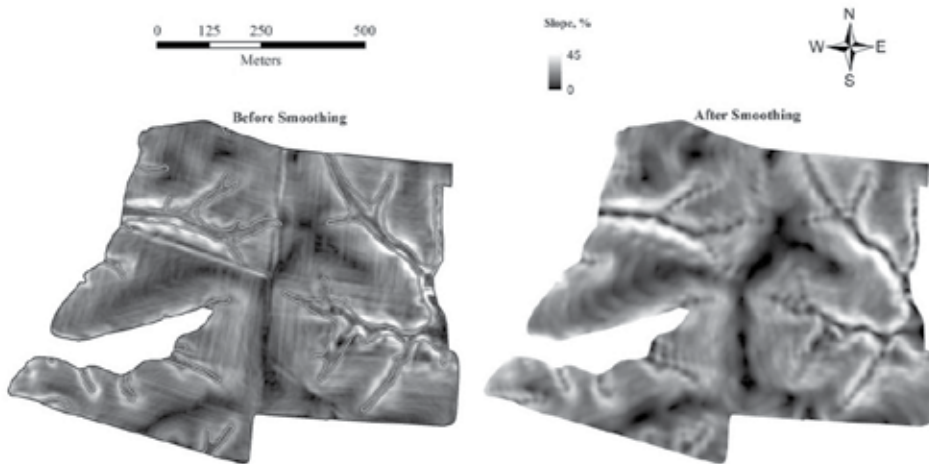 0 125 250 500
Meters
Slope, %
45
0
N
W E
S
Before Smoothing
After Smoothing